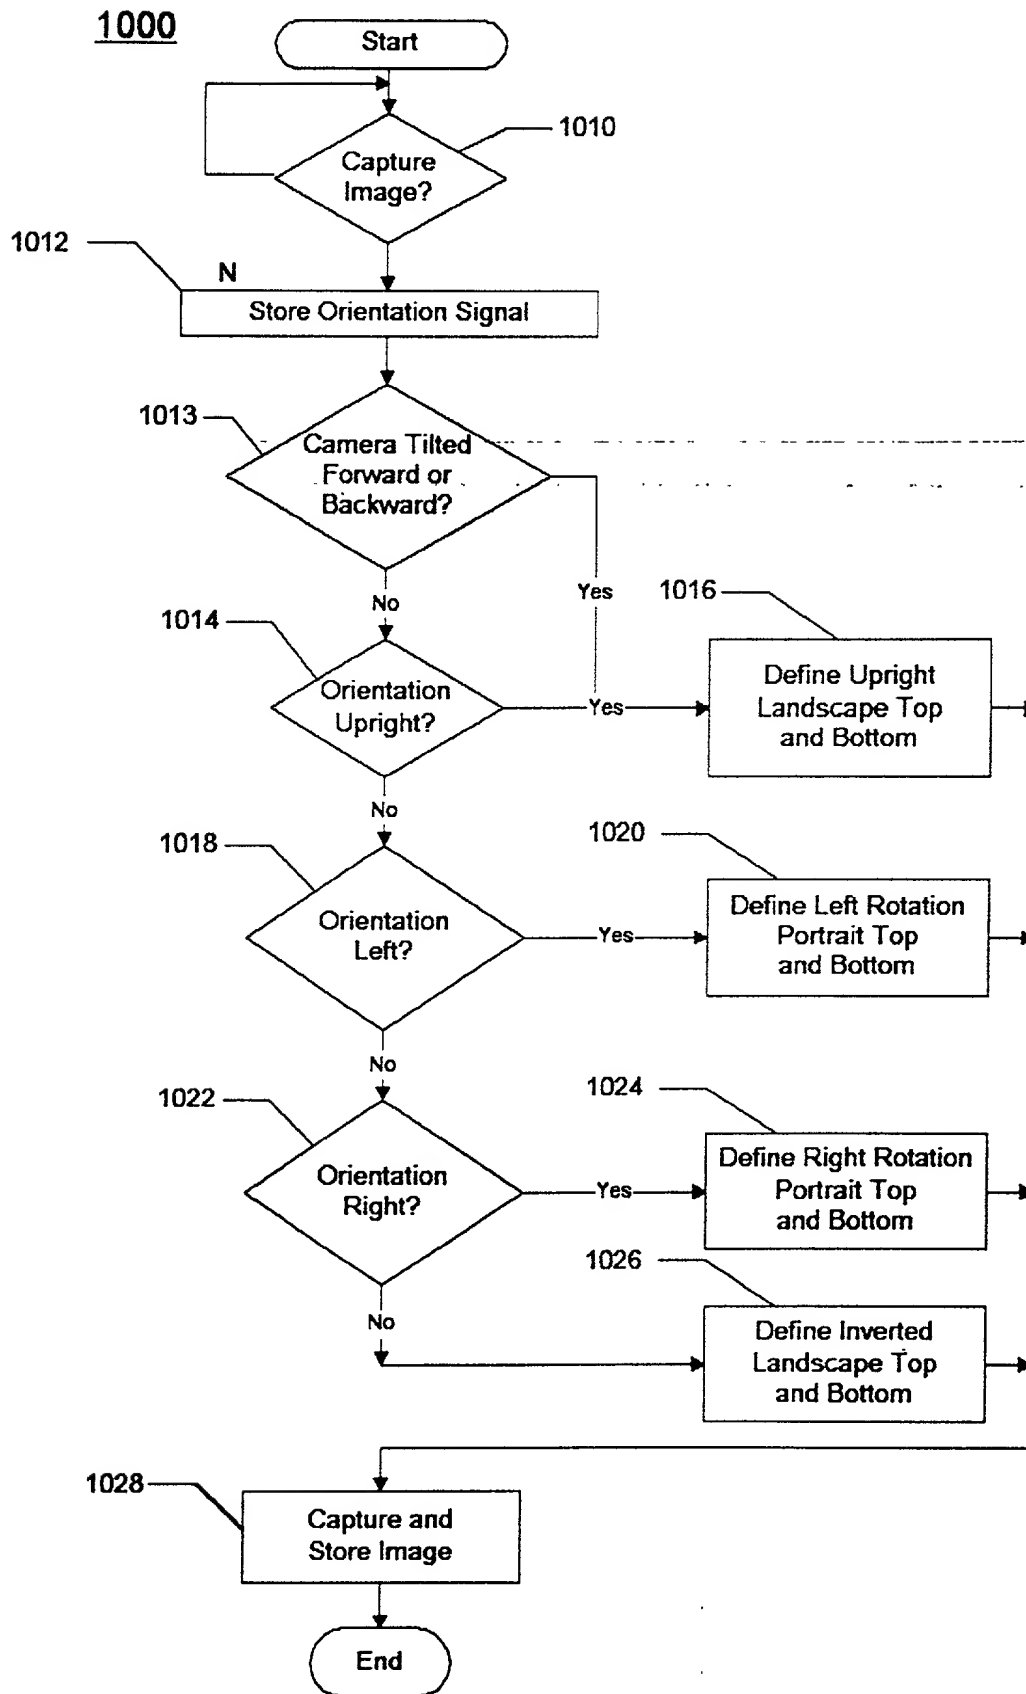 1000
Start
1010
Capture
Image?
1012
N
Store Orientation Signal
1013
Camera Tilted
Forward or
Backward?
Yes
No
1014
1016
Orientation
Upright?
Yes
Define Upright
Landscape Top
and Bottom
No
1018
1020
Orientation
Left?
Yes
Define Left Rotation
Portrait Top
and Bottom
No
1022
1024
Orientation
Right?
Yes
Define Right Rotation
Portrait Top
and Bottom
1026
No
Define Inverted
Landscape Top
and Bottom
1028
Capture and
Store Image
End